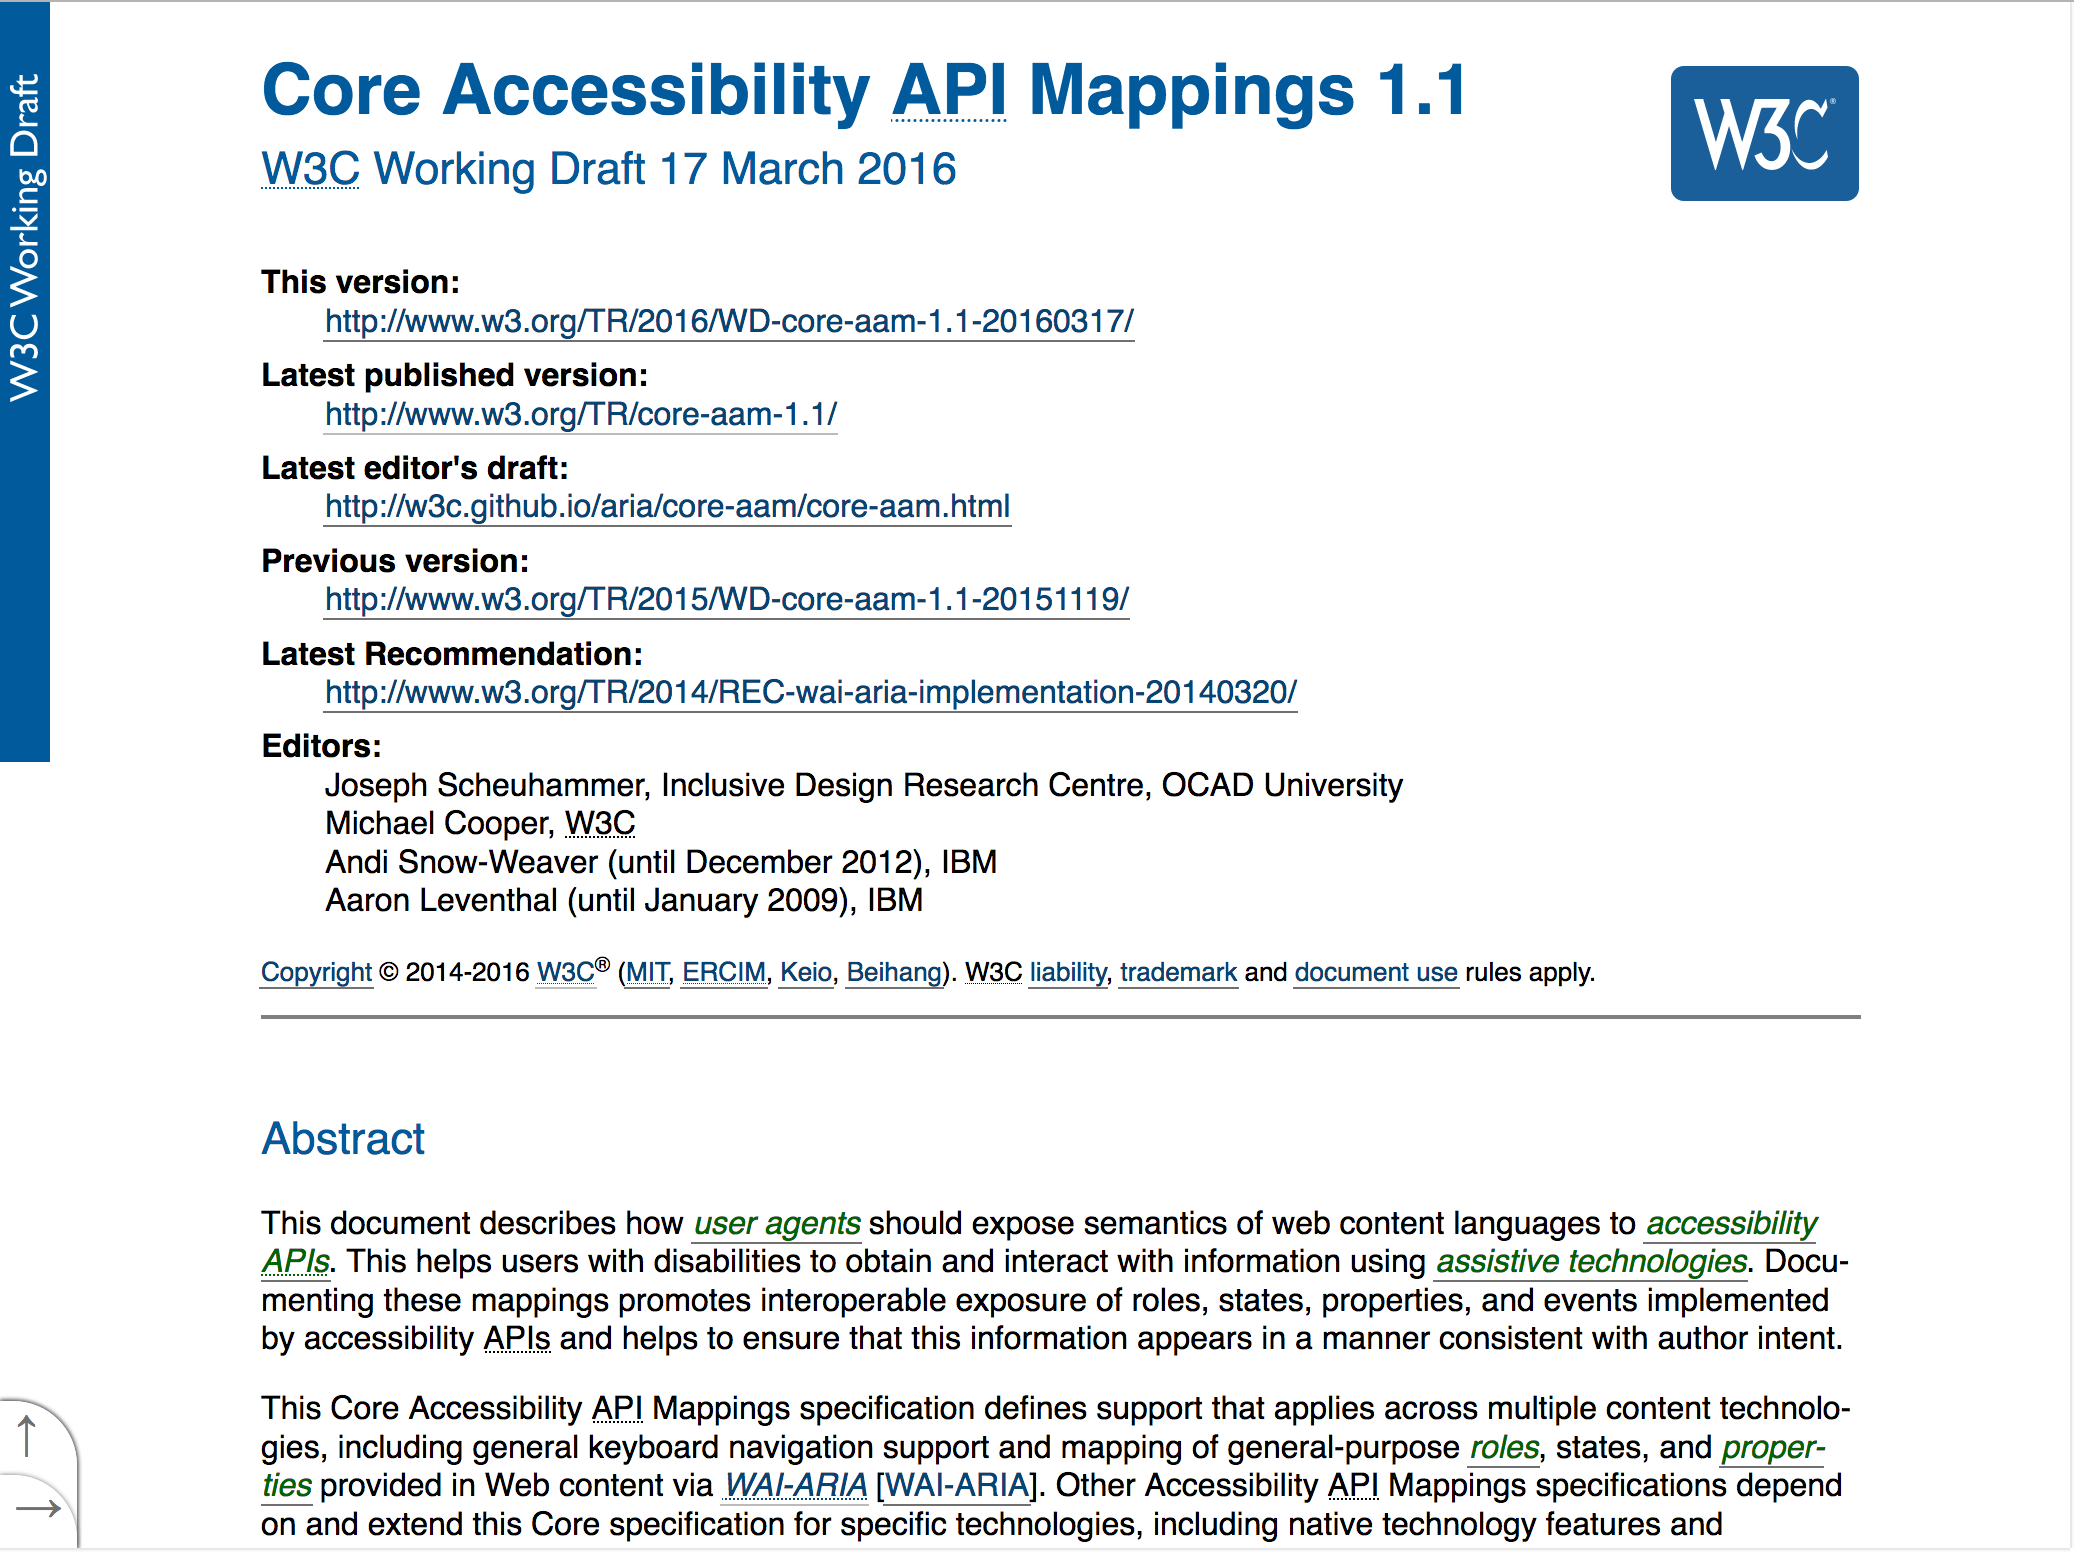 W3C Working Draft
Core Accessibility API Mappings 1.1
W3C®
W3C Working Draft 17 March 2016
This version:
http://www.w3.org/TR/2016/WD-core-aam-1.1-20160317/
Latest published version:
http://www.w3.org/TR/core-aam-1.1/
Latest editor's draft:
http://w3c.github.io/aria/core-aam/core-aam.html
Previous version:
http://www.w3.org/TR/2015/WD-core-aam-1.1-20151119/
Latest Recommendation:
http://www.w3.org/TR/2014/REC-wai-aria-implementation-20140320/
Editors:
Joseph Scheuhammer, Inclusive Design Research Centre, OCAD University
Michael Cooper, W3C
Andi Snow-Weaver (until December 2012), IBM
Aaron Leventhal (until January 2009), IBM
Copyright © 2014-2016 W3C® (MIT, ERCIM, Keio, Beihang). W3C liability, trademark and document use rules apply.
Abstract
This document describes how user agents should expose semantics of web content languages to accessibility
APIs. This helps users with disabilities to obtain and interact with information using assistive technologies. Docu-
menting these mappings promotes interoperable exposure of roles, states, properties, and events implemented
by accessibility APIs and helps to ensure that this information appears in a manner consistent with author intent.
This Core Accessibility API Mappings specification defines support that applies across multiple content technolo-
gies, including general keyboard navigation support and mapping of general-purpose roles, states, and proper-
ties provided in Web content via WAI-ARIA [WAI-ARIA]. Other Accessibility API Mappings specifications depend
on and extend this Core specification for specific technologies, including native technology features and